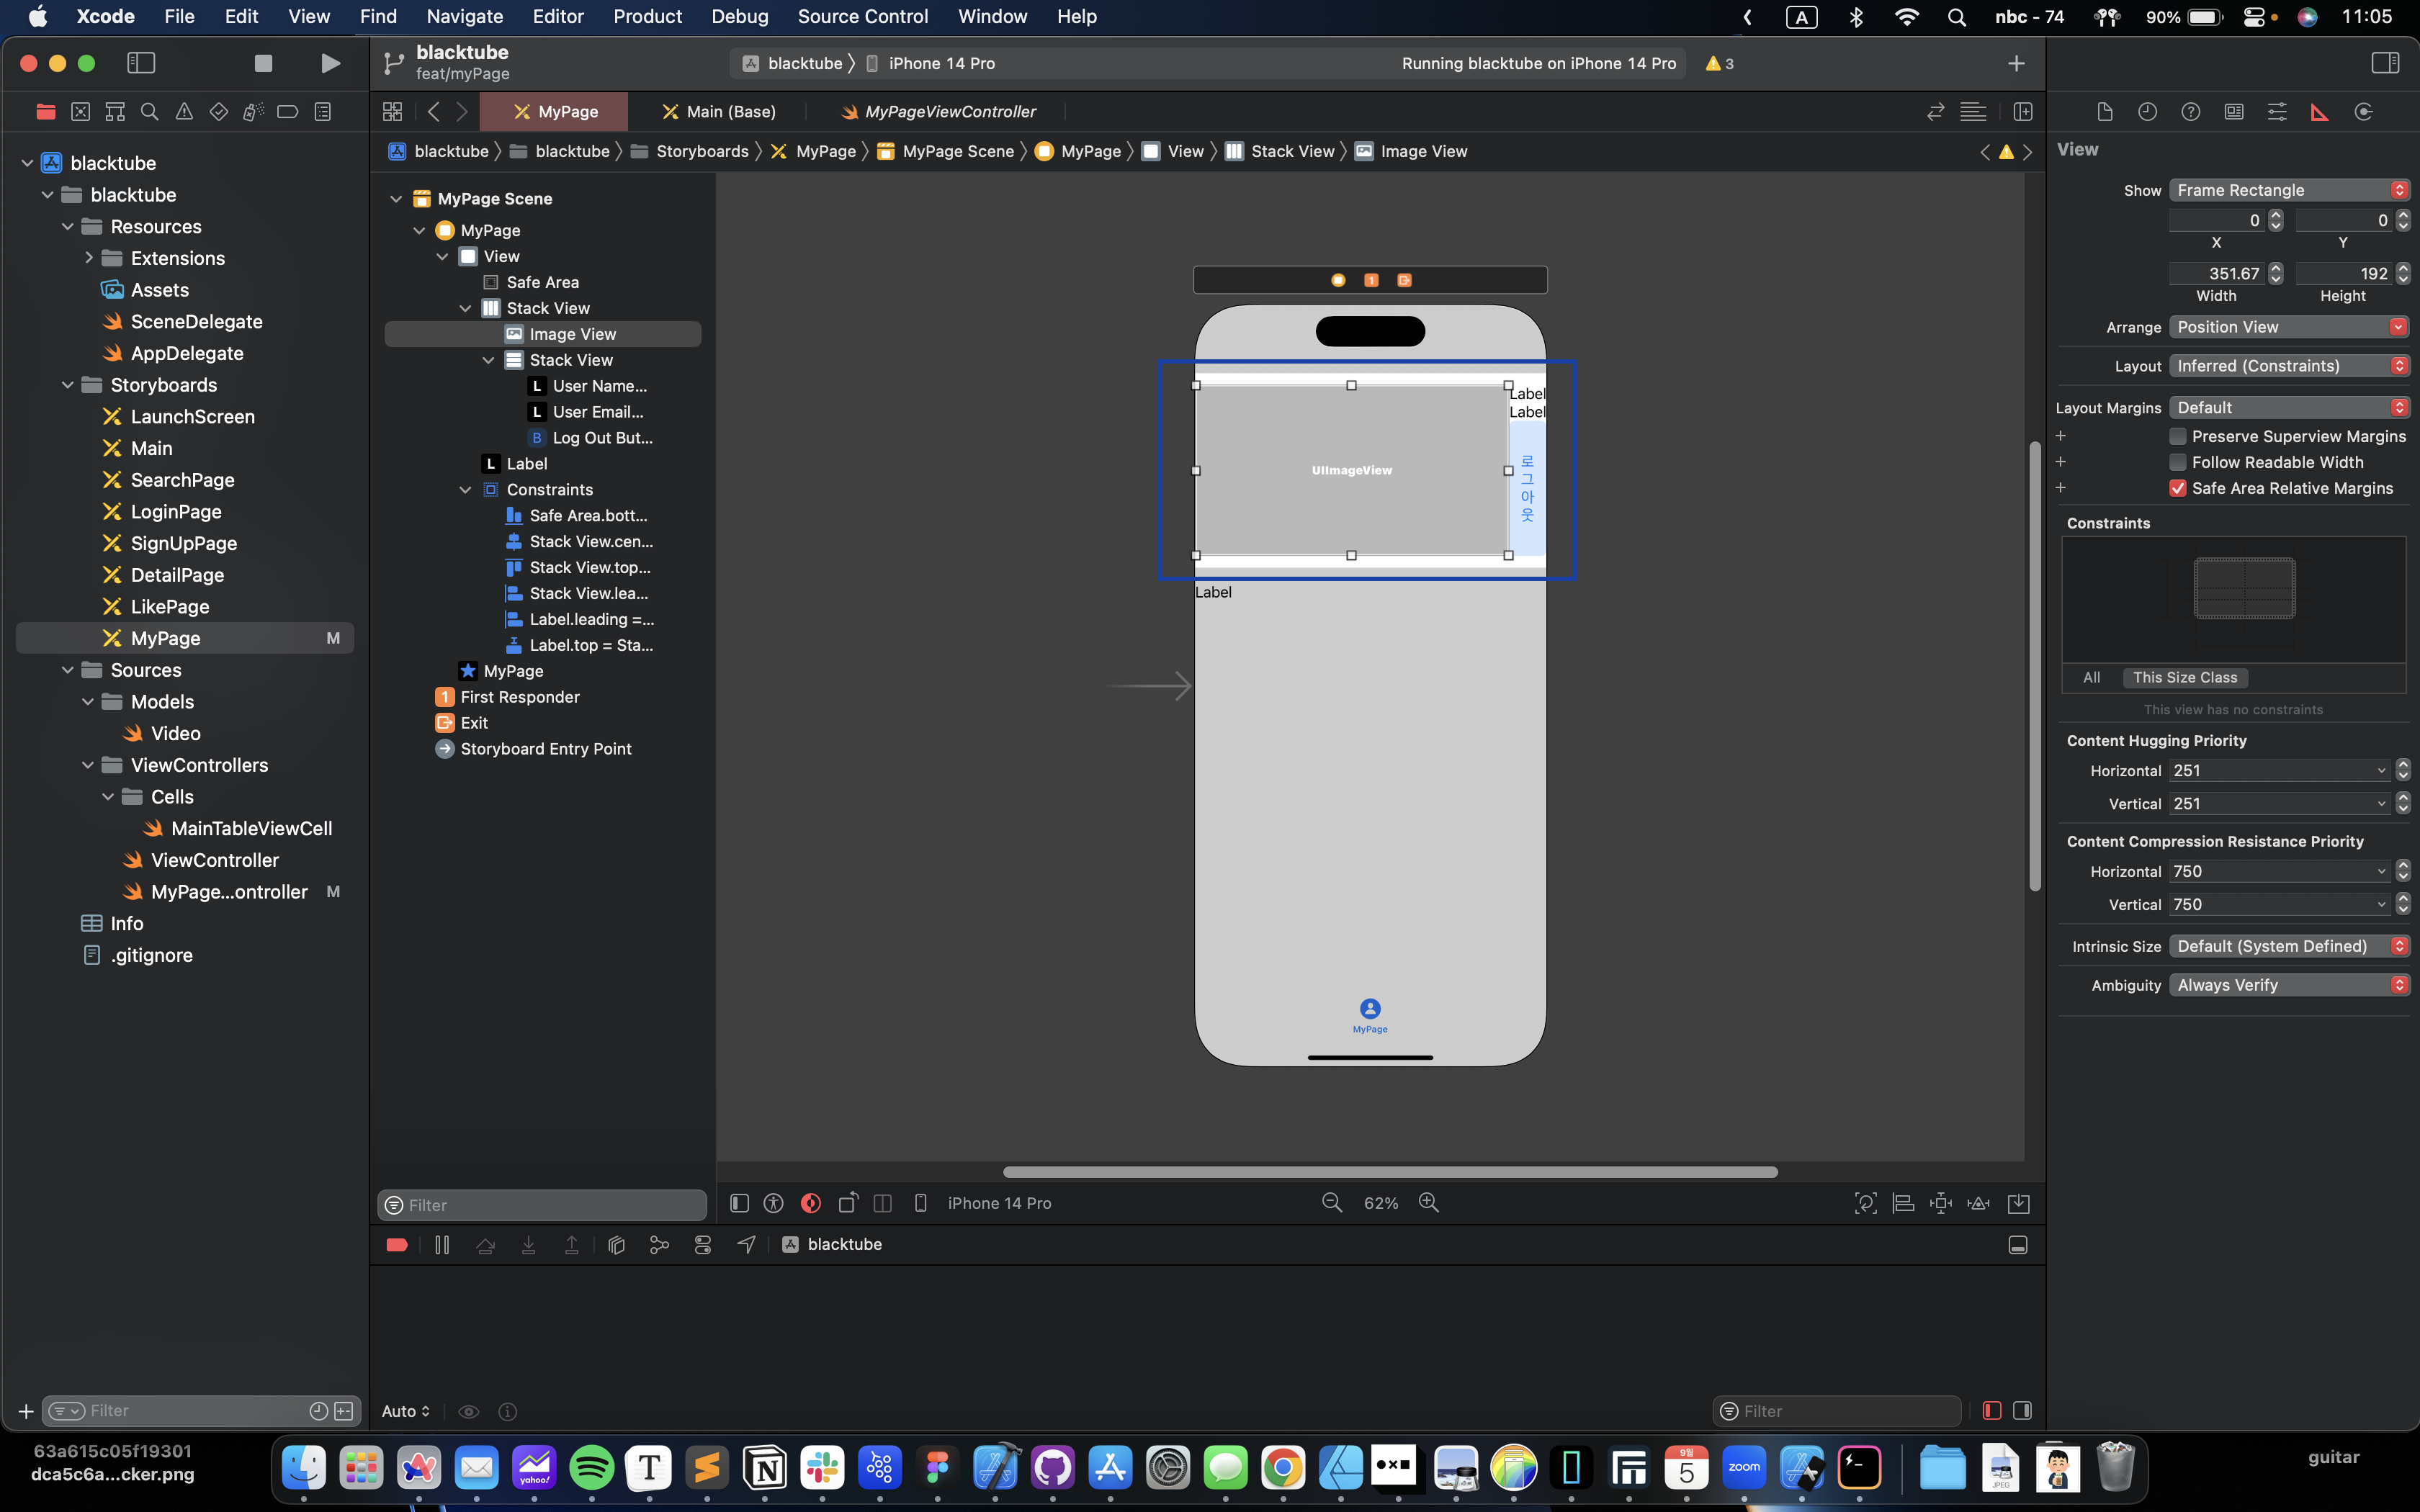 Xcode File Edit View Find Navigate Editor Product Debug Source Control Window Help
A nbc - 74 90% 11:05
blacktube
feat/myPage
blacktube iPhone 14 Pro
Running blacktube on iPhone 14 Pro 3
MyPage Main (Base) MyPageViewController
blacktube blacktube Storyboards MyPage MyPage Scene MyPage View Stack View Image View
blacktube
blacktube
Resources
Extensions
Assets
SceneDelegate
AppDelegate
Storyboards
LaunchScreen
Main
SearchPage
LoginPage
SignUpPage
DetailPage
LikePage
MyPage M
Sources
Models
Video
ViewControllers
Cells
MainTableViewCell
ViewController
MyPage...ontroller M
Info
.gitignore
Filter
MyPage Scene
MyPage
View
Safe Area
Stack View
Image View
Stack View
L User Name...
L User Email...
B Log Out But...
L Label
Constraints
Safe Area.bott...
Stack View.cen...
Stack View.top...
Stack View.lea...
Label.leading =...
Label.top = Sta...
MyPage
1 First Responder
Exit
Storyboard Entry Point
Filter
1
Label
Label
UIImageView
로
그
아
웃
Label
MyPage
iPhone 14 Pro
62%
blacktube
Auto
Filter
View
Show Frame Rectangle
0 0
X Y
351.67 192
Width Height
Arrange Position View
Layout Inferred (Constraints)
Layout Margins Default
+ Preserve Superview Margins
+ Follow Readable Width
+ Safe Area Relative Margins
Constraints
All This Size Class
This view has no constraints
Content Hugging Priority
Horizontal 251
Vertical 251
Content Compression Resistance Priority
Horizontal 750
Vertical 750
Intrinsic Size Default (System Defined)
Ambiguity Always Verify
63a615c05f19301
dca5c6a...cker.png
yahoo!
T
N
9월
5
zoom
JPEG
guitar